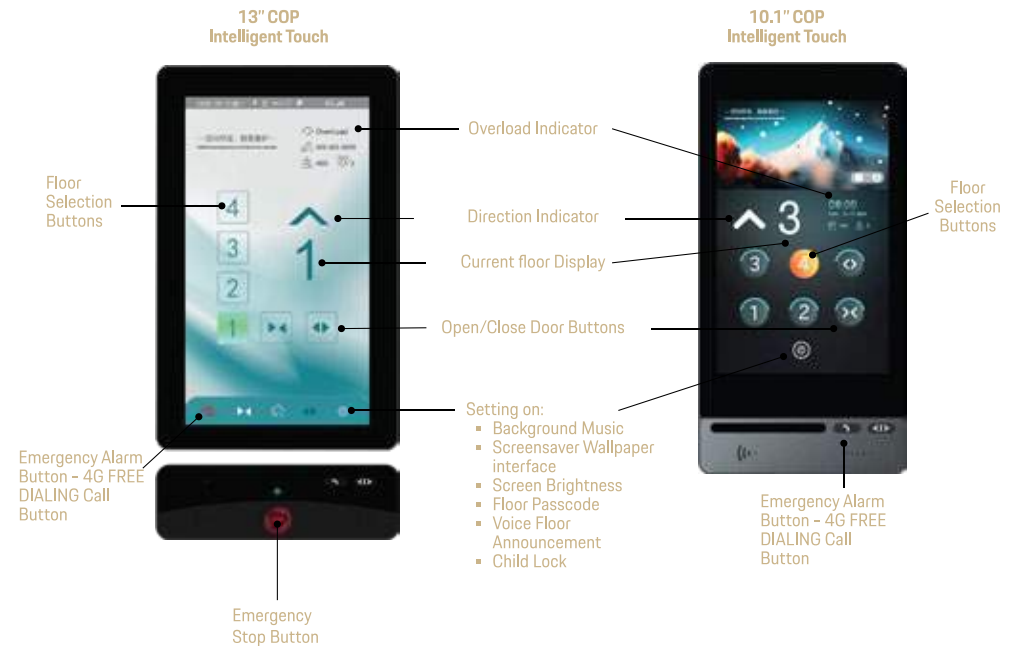 13" COP
Intelligent Touch
10.1" COP
Intelligent Touch
Overload
4
3
2
1
1
3
08:00
3
4
1
2
Floor
Selection
Buttons
Overload Indicator
Direction Indicator
Current floor Display
Open/Close Door Buttons
Floor
Selection
Buttons
Setting on:
▪ Background Music
▪ Screensaver Wallpaper
interface
▪ Screen Brightness
▪ Floor Passcode
▪ Voice Floor
Announcement
▪ Child Lock
Emergency Alarm
Button - 4G FREE
DIALING Call
Button
Emergency
Stop Button
Emergency Alarm
Button - 4G FREE
DIALING Call
Button